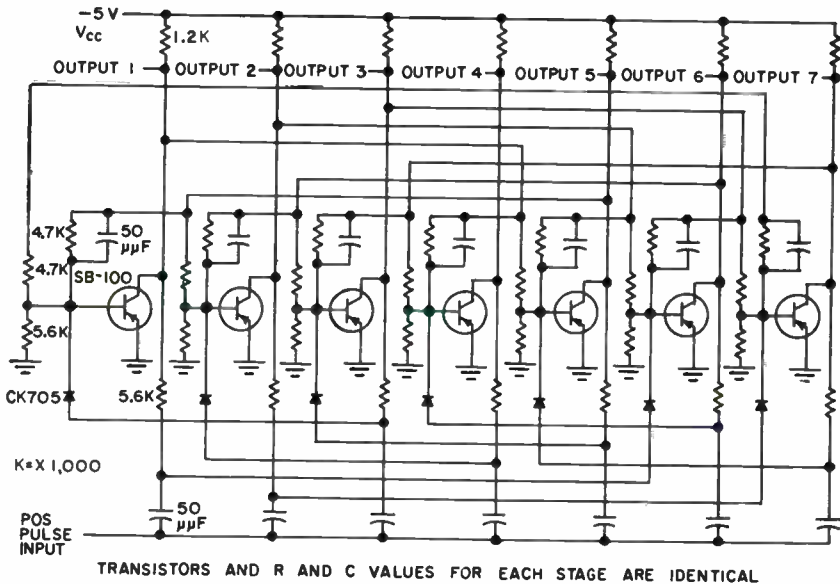 -5V
VCC
1.2K
OUTPUT 1 OUTPUT 2 OUTPUT 3 OUTPUT 4 OUTPUT 5 OUTPUT 6 OUTPUT 7
4.7K
50
μμF
4.7K
SB-100
5.6K
CK705
5.6K
K=X 1,000
50
μμF
POS
PULSE
INPUT
TRANSISTORS AND R AND C VALUES FOR EACH STAGE ARE IDENTICAL